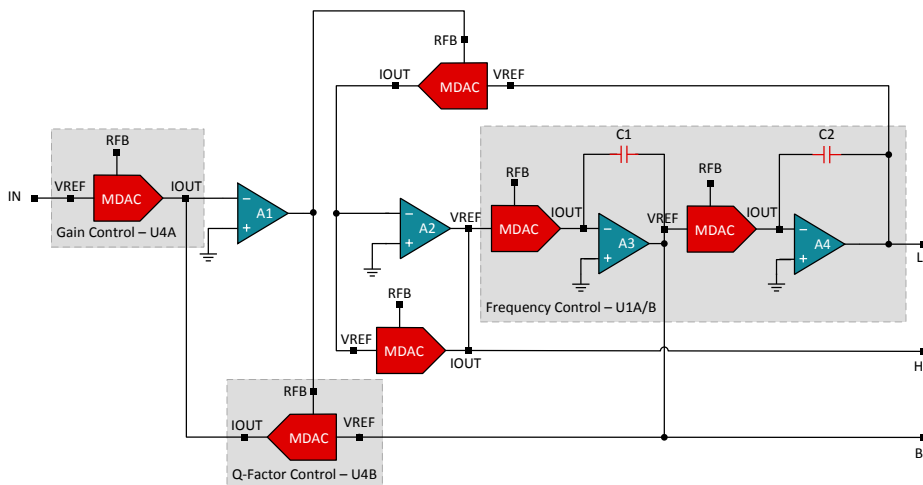 RFB
IOUT
VREF
MDAC
C1
C2
RFB
RFB
RFB
IN
VREF
MDAC
IOUT
−
A1
+
Gain Control – U4A
−
A2
+
VREF
MDAC
IOUT
−
A3
+
VREF
MDAC
IOUT
−
A4
+
L
Frequency Control – U1A/B
RFB
VREF
MDAC
IOUT
H
RFB
IOUT
MDAC
VREF
B
Q-Factor Control – U4B